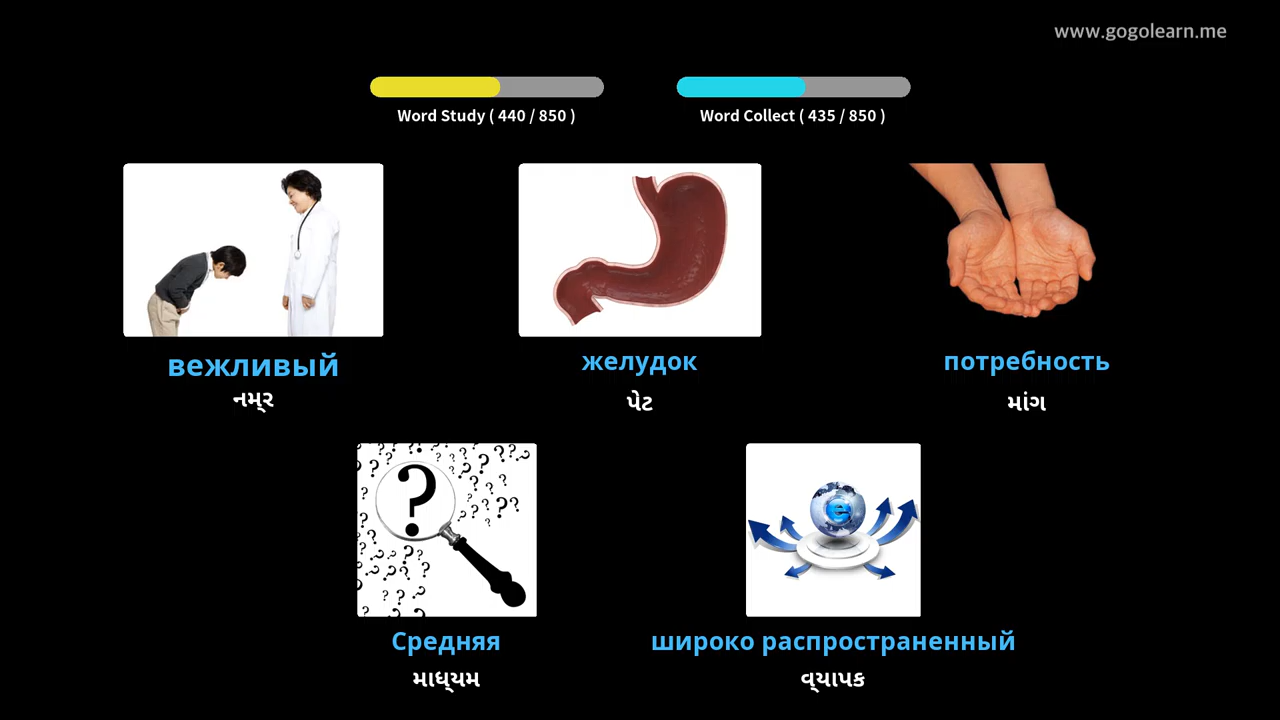 www.gogolearn.me
Word Study ( 440 / 850 )
Word Collect ( 435 / 850 )
вежливый
નમ્ર
желудок
પેટ
потребность
માંગ
Средняя
માધ્યમ
широко распространенный
વ્યાપક